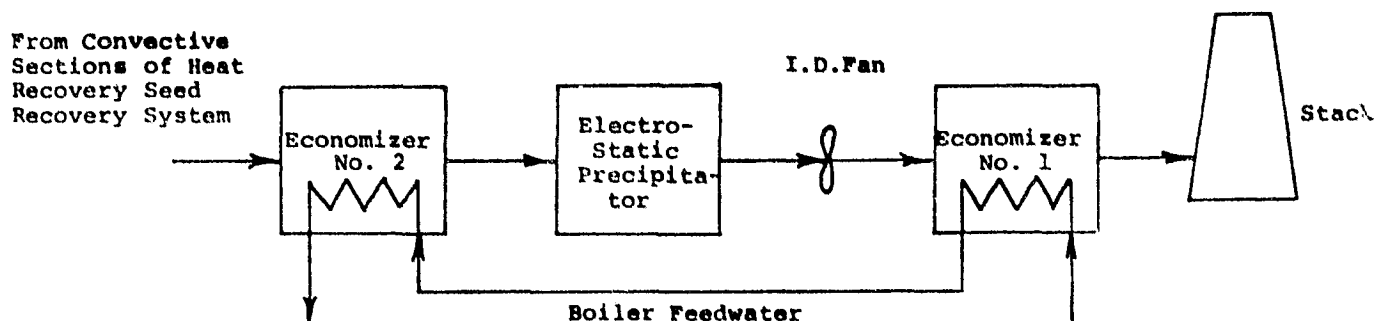 From Convective
Sections of Heat
Recovery Seed
Recovery System
Economizer
No. 2
Electro-
Static
Precipita-
tor
I.D.Fan
Economizer
No. 1
Boiler Feedwater